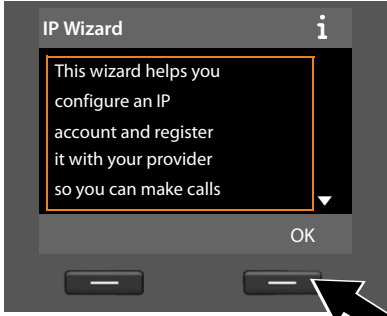 IP Wizard i
This wizard helps you
configure an IP
account and register
it with your provider
so you can make calls
OK